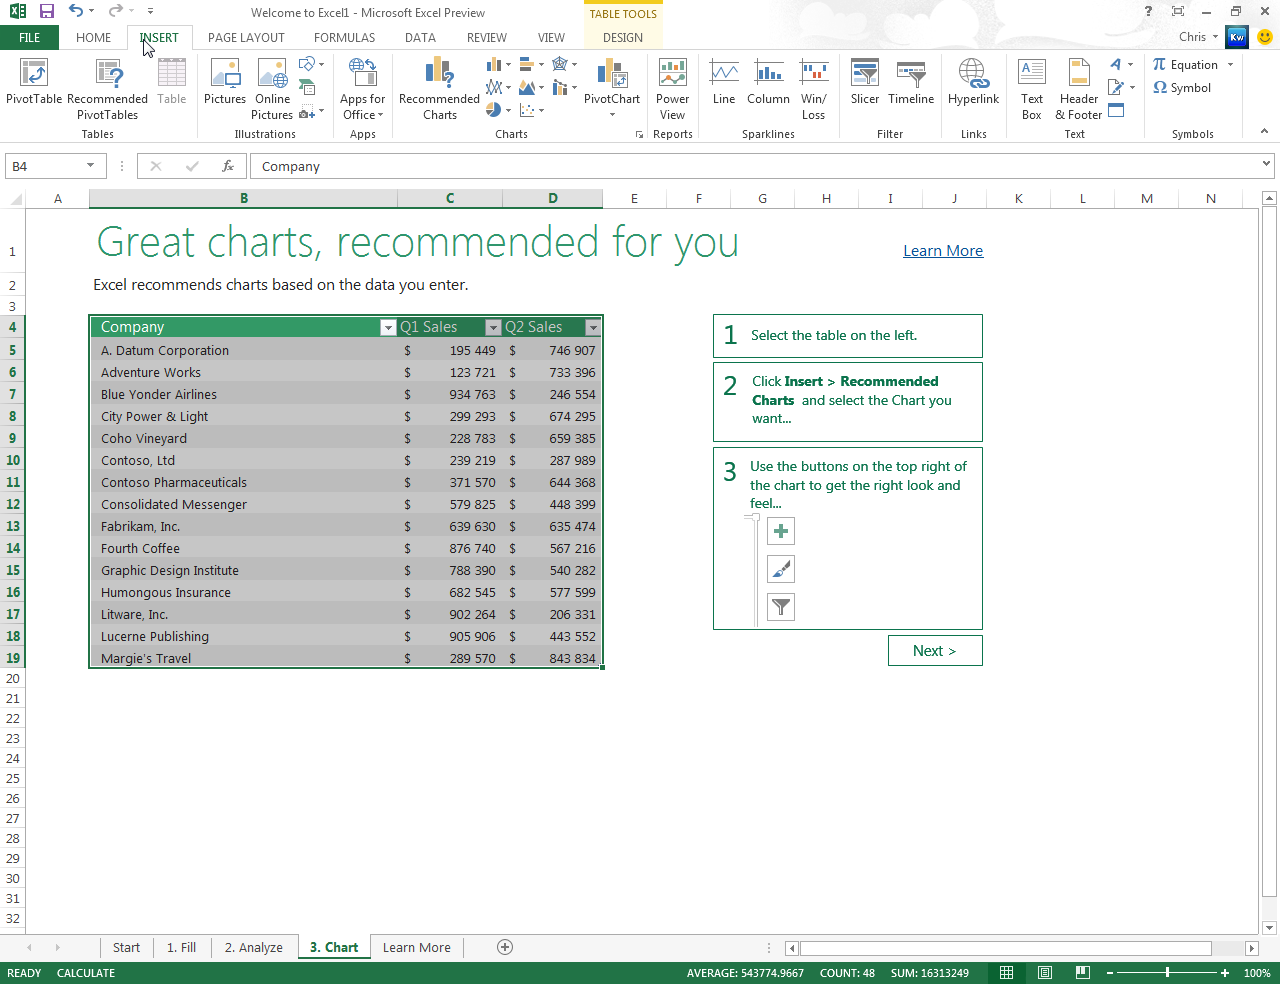 Welcome to Excel1 - Microsoft Excel Preview
TABLE TOOLS
?
FILE HOME INSERT PAGE LAYOUT FORMULAS DATA REVIEW VIEW DESIGN
Chris
Kw
PivotTable
Recommended PivotTables
Table
Tables
Pictures
Online Pictures
Illustrations
Apps for Office
Apps
Recommended Charts
PivotChart
Charts
Power View
Reports
Line
Column
Win/ Loss
Sparklines
Slicer
Timeline
Filter
Hyperlink
Links
Text Box
Header & Footer
Text
π Equation
Ω Symbol
Symbols
B4
fx
Company
A B C D E F G H I J K L M N
1 Great charts, recommended for you
Learn More
2 Excel recommends charts based on the data you enter.
3
4 Company Q1 Sales Q2 Sales
5 A. Datum Corporation $ 195 449 $ 746 907
6 Adventure Works $ 123 721 $ 733 396
7 Blue Yonder Airlines $ 934 763 $ 246 554
8 City Power & Light $ 299 293 $ 674 295
9 Coho Vineyard $ 228 783 $ 659 385
10 Contoso, Ltd $ 239 219 $ 287 989
11 Contoso Pharmaceuticals $ 371 570 $ 644 368
12 Consolidated Messenger $ 579 825 $ 448 399
13 Fabrikam, Inc. $ 639 630 $ 635 474
14 Fourth Coffee $ 876 740 $ 567 216
15 Graphic Design Institute $ 788 390 $ 540 282
16 Humongous Insurance $ 682 545 $ 577 599
17 Litware, Inc. $ 902 264 $ 206 331
18 Lucerne Publishing $ 905 906 $ 443 552
19 Margie's Travel $ 289 570 $ 843 834
20
21
22
23
24
25
26
27
28
29
30
31
32
1 Select the table on the left.
2 Click Insert > Recommended
Charts and select the Chart you
want...
3 Use the buttons on the top right of
the chart to get the right look and
feel...
Next >
Start 1. Fill 2. Analyze 3. Chart Learn More
READY CALCULATE AVERAGE: 543774.9667 COUNT: 48 SUM: 16313249 100%